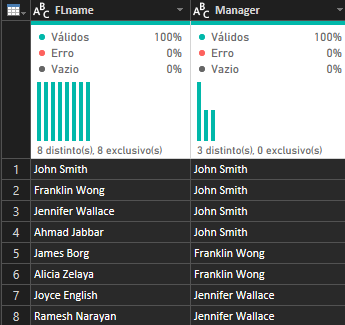 ABC FLname ABC Manager
Válidos 100% Válidos 100%
Erro 0% Erro 0%
Vazio 0% Vazio 0%
8 distinto(s), 8 exclusivo(s) 3 distinto(s), 0 exclusivo(s)
1 John Smith John Smith
2 Franklin Wong John Smith
3 Jennifer Wallace John Smith
4 Ahmad Jabbar John Smith
5 James Borg Franklin Wong
6 Alicia Zelaya Franklin Wong
7 Joyce English Jennifer Wallace
8 Ramesh Narayan Jennifer Wallace